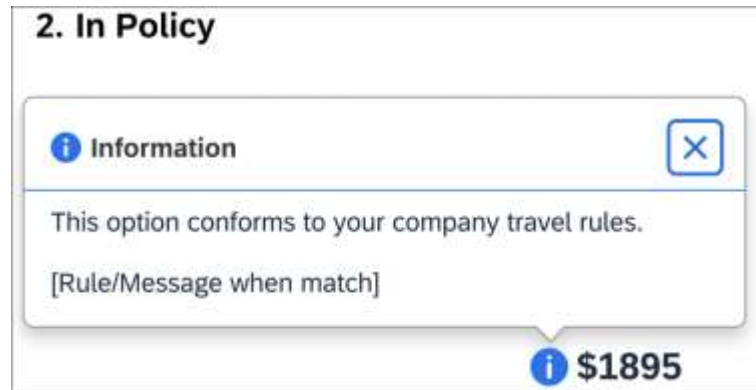 2. In Policy
Information
This option conforms to your company travel rules.
[Rule/Message when match]
$1895